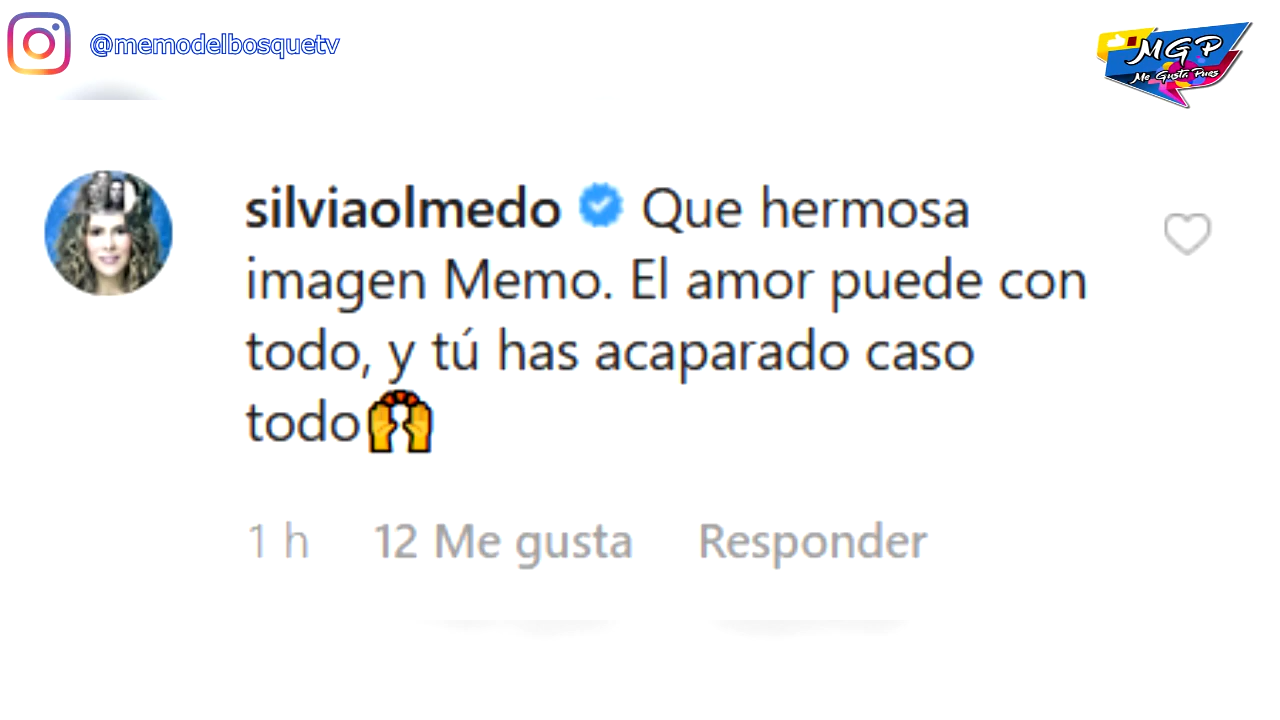 @memodelbosquetv
MGP
Me Gusta Pues
silviaolmedo Que hermosa
imagen Memo. El amor puede con
todo, y tú has acaparado caso
todo🙌
1 h 12 Me gusta Responder